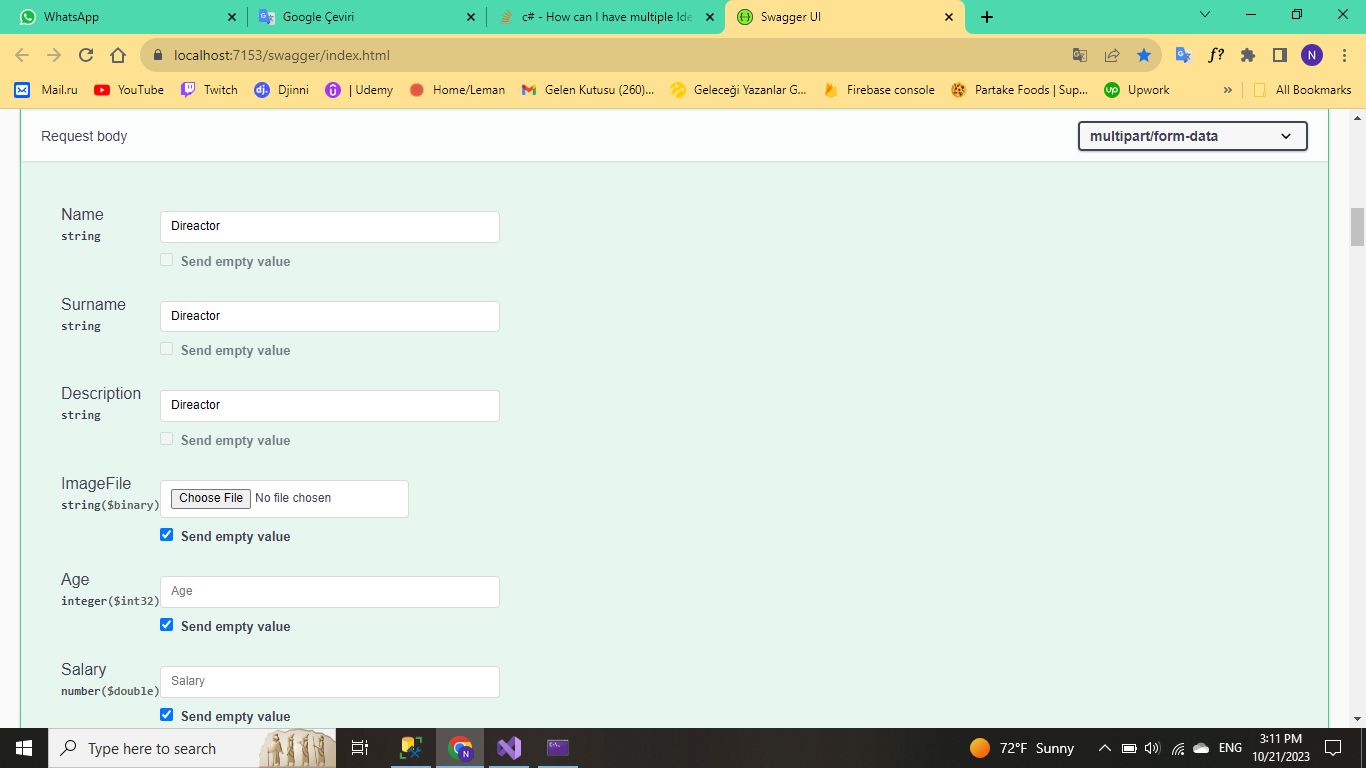 WhatsApp
Google Çeviri
c# - How can I have multiple Ide
Swagger UI
localhost:7153/swagger/index.html
f?
N
Mail.ru
YouTube
Twitch
dj.
Djinni
| Udemy
Home/Leman
Gelen Kutusu (260)...
Geleceği Yazanlar G...
Firebase console
Partake Foods | Sup...
up
Upwork
»
All Bookmarks
Request body
multipart/form-data
Name
string
Direactor
Send empty value
Surname
string
Direactor
Send empty value
Description
string
Direactor
Send empty value
ImageFile
string($binary)
Choose File No file chosen
Send empty value
Age
integer($int32)
Age
Send empty value
Salary
number($double)
Salary
Send empty value
Type here to search
N
72°F Sunny
ENG
3:11 PM
10/21/2023